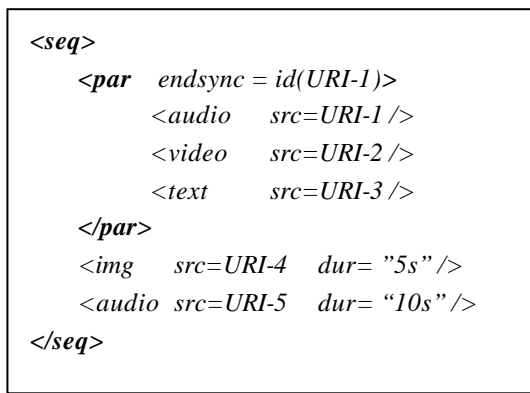 <seq>
<par endsync = id(URI-1)>
<audio src=URI-1 />
<video src=URI-2 />
<text src=URI-3 />
</par>
<img src=URI-4 dur= ”5s” />
<audio src=URI-5 dur= “10s” />
</seq>